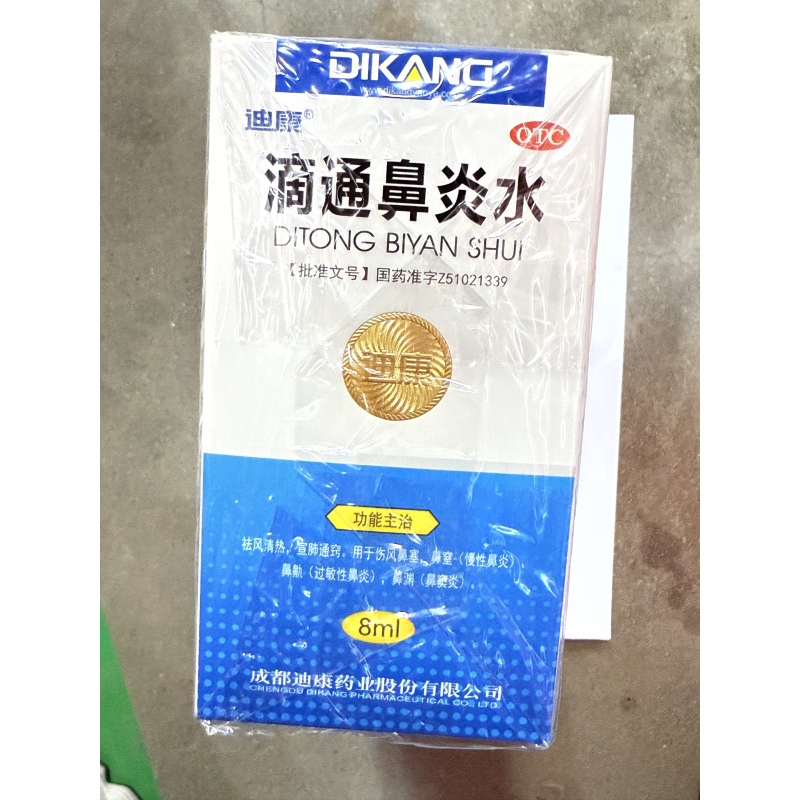 DIKANG
www.dikangyaoye.com
迪康®
OTC
滴通鼻炎水
DITONG BIYAN SHUI
【批准文号】国药准字Z51021339
迪康
功能主治
祛风清热，宣肺通窍。用于伤风鼻塞，鼻窒（慢性鼻炎）
鼻鼽（过敏性鼻炎），鼻渊（鼻窦炎）。
8ml
成都迪康药业股份有限公司
CHENGDU DIKANG PHARMACEUTICAL CO., LTD.